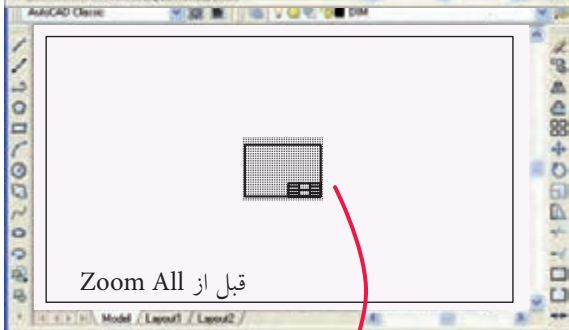 AutoCAD Classic DIM
قبل از Zoom All
Model / Layout1 / Layout2 /